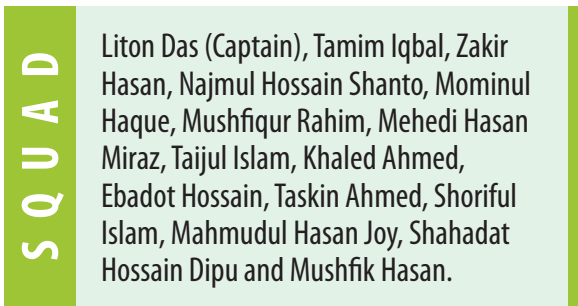 SQUAD
Liton Das (Captain), Tamim Iqbal, Zakir
Hasan, Najmul Hossain Shanto, Mominul
Haque, Mushfiqur Rahim, Mehedi Hasan
Miraz, Taijul Islam, Khaled Ahmed,
Ebadot Hossain, Taskin Ahmed, Shoriful
Islam, Mahmudul Hasan Joy, Shahadat
Hossain Dipu and Mushfik Hasan.